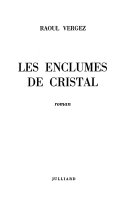 RAOUL VERGEZ
LES ENCLUMES
DE CRISTAL
roman
JULLIARD